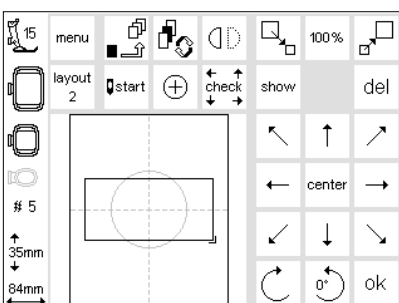 15
menu
100%
layout
2
start
check
show
del
center
# 5
35mm
84mm
0°
ok